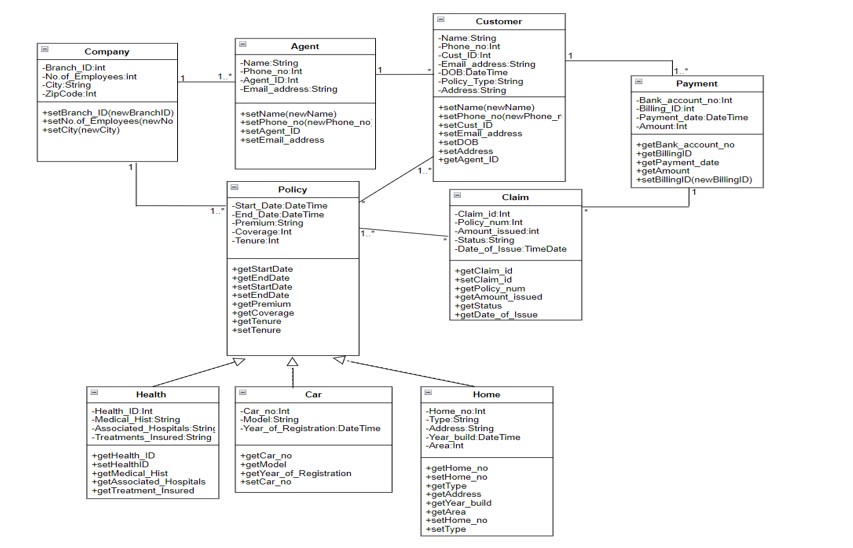 Company
-Branch_ID:int
-No.of_Employees:int
-City:String
-ZipCode:Int
+setBranch_ID(newBranchID)
+setNo.of_Employees(newNo
+setCity(newCity)
1
1..*
Agent
-Name:String
-Phone_no:Int
-Agent_ID:Int
-Email_address:String
+setName(newName)
+setPhone_no(newPhone_no
+setAgent_ID
+setEmail_address
1
*
Customer
-Name:String
-Phone_no:Int
-Cust_ID:Int
-Email_address:String
-DOB:DateTime
-Policy_Type:String
-Address:String
+setName(newName)
+setPhone_no(newPhone_r
+setCust_ID
+setEmail_address
+setDOB
+setAddress
+getAgent_ID
1
1..*
Payment
-Bank_account_no:Int
-Billing_ID:int
-Payment_date:DateTime
-Amount:Int
+getBank_account_no
+getBillingID
+getPayment_date
+getAmount
+setBillingID(newBillingID)
1
1..*
1..*
*
Policy
-Start_Date:DateTime
-End_Date:DateTime
-Premium:String
-Coverage:Int
-Tenure:Int
+getStartDate
+getEndDate
+setStartDate
+setEndDate
+getPremium
+getCoverage
+getTenure
+setTenure
1..*
*
Claim
-Claim_id:Int
-Policy_num:Int
-Amount_issued:int
-Status:String
-Date_of_Issue:TimeDate
+getClaim_id
+setClaim_id
+getPolicy_num
+getAmount_issued
+getStatus
+getDate_of_Issue
*
1
Health
-Health_ID:Int
-Medical_Hist:String
-Associated_Hospitals:String
-Treatments_Insured:String
+getHealth_ID
+setHealthID
+getMedical_Hist
+getAssociated_Hospitals
+getTreatment_Insured
Car
-Car_no:Int
-Model:String
-Year_of_Registration:DateTime
+getCar_no
+getModel
+getYear_of_Registration
+setCar_no
Home
-Home_no:Int
-Type:String
-Address:String
-Year_build:DateTime
-Area:Int
+getHome_no
+setHome_no
+getType
+getAddress
+getYear_build
+getArea
+setHome_no
+setType